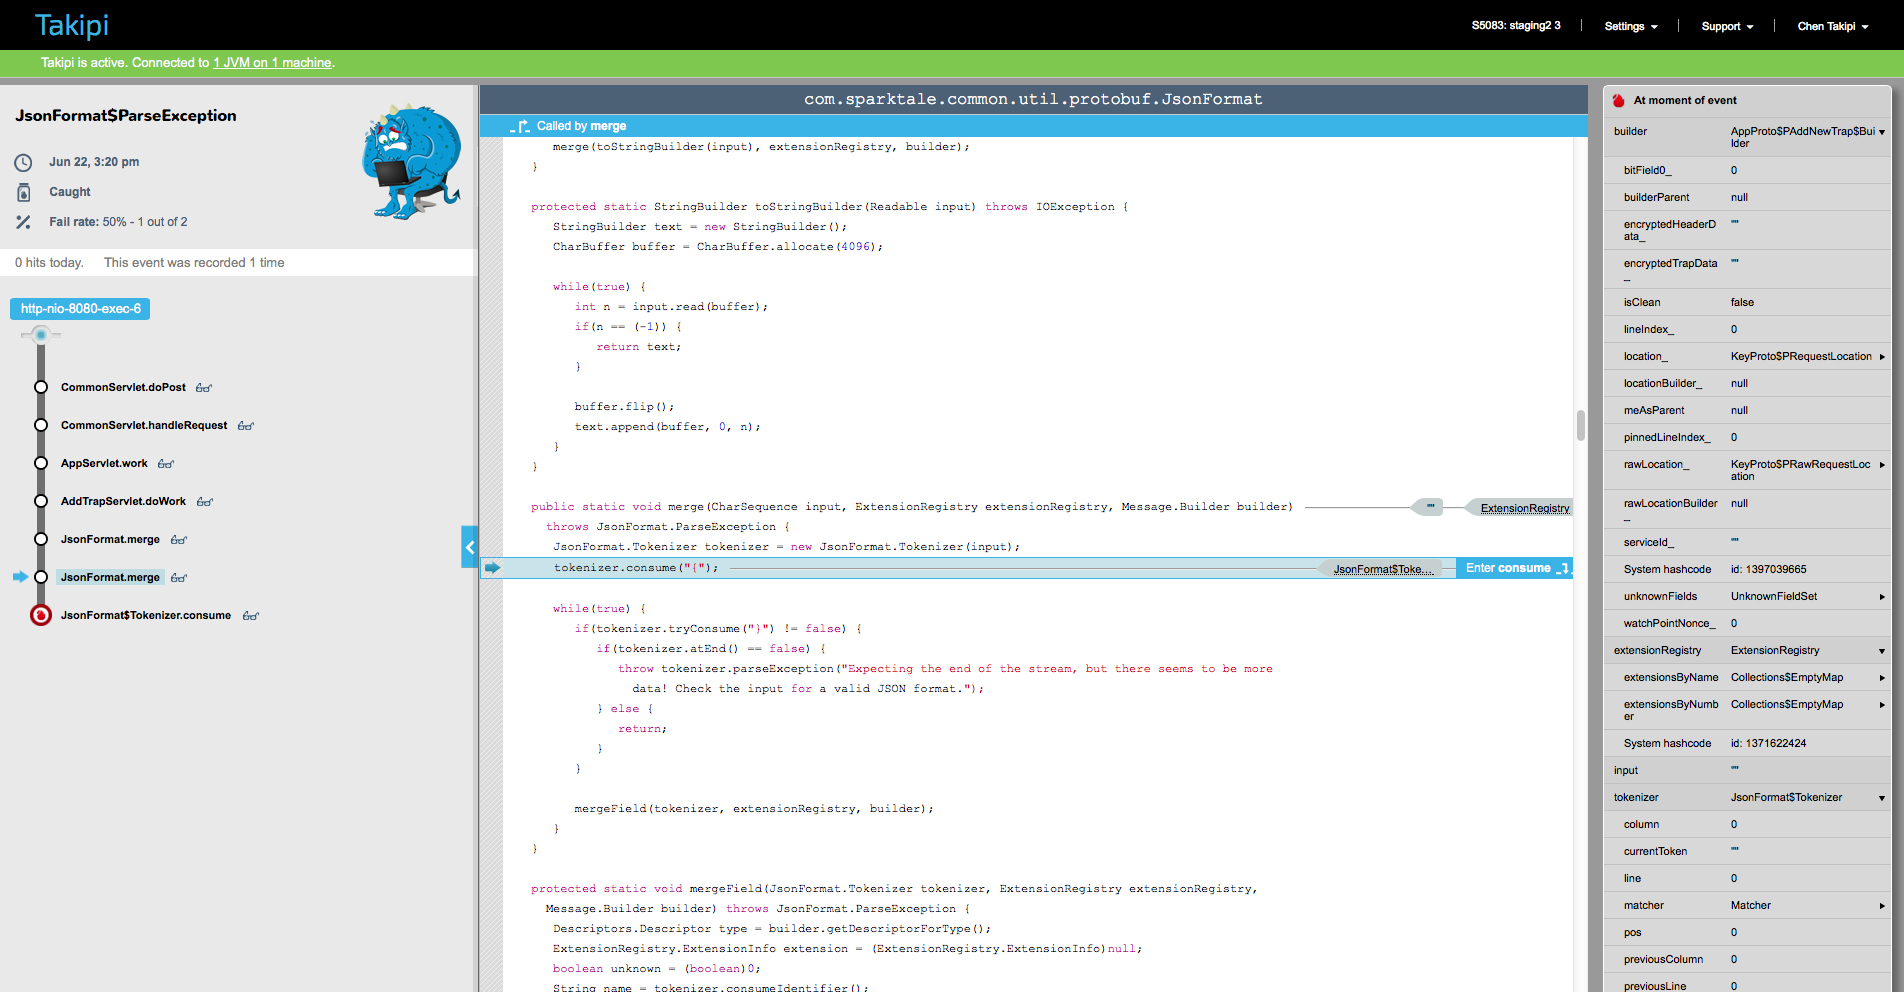 Takipi
S5083: staging2 3
Settings
Support
Chen Takipi
Takipi is active. Connected to 1 JVM on 1 machine.
JsonFormat$ParseException
Jun 22, 3:20 pm
Caught
Fail rate: 50% - 1 out of 2
0 hits today. This event was recorded 1 time
http-nio-8080-exec-6
CommonServlet.doPost
CommonServlet.handleRequest
AppServlet.work
AddTrapServlet.doWork
JsonFormat.merge
JsonFormat.merge
JsonFormat$Tokenizer.consume
com.sparktale.common.util.protobuf.JsonFormat
Called by merge
merge(toStringBuilder(input), extensionRegistry, builder);
}
protected static StringBuilder toStringBuilder(Readable input) throws IOException {
StringBuilder text = new StringBuilder();
CharBuffer buffer = CharBuffer.allocate(4096);
while(true) {
int n = input.read(buffer);
if(n == (-1)) {
return text;
}
buffer.flip();
text.append(buffer, 0, n);
}
}
public static void merge(CharSequence input, ExtensionRegistry extensionRegistry, Message.Builder builder) "" ExtensionRegistry
throws JsonFormat.ParseException {
JsonFormat.Tokenizer tokenizer = new JsonFormat.Tokenizer(input);
tokenizer.consume("{"); JsonFormat$Toke... Enter consume
while(true) {
if(tokenizer.tryConsume("}") != false) {
if(tokenizer.atEnd() == false) {
throw tokenizer.parseException("Expecting the end of the stream, but there seems to be more
data! Check the input for a valid JSON format.");
} else {
return;
}
}
mergeField(tokenizer, extensionRegistry, builder);
}
}
protected static void mergeField(JsonFormat.Tokenizer tokenizer, ExtensionRegistry extensionRegistry,
Message.Builder builder) throws JsonFormat.ParseException {
Descriptors.Descriptor type = builder.getDescriptorForType();
ExtensionRegistry.ExtensionInfo extension = (ExtensionRegistry.ExtensionInfo)null;
boolean unknown = (boolean)0;
String name = tokenizer.consumeIdentifier();
At moment of event
builder AppProto$PAddNewTrap$Bui
lder
bitField0_ 0
builderParent null
encryptedHeaderD ""
ata_
encryptedTrapData ""
_
isClean false
lineIndex_ 0
location_ KeyProto$PRequestLocation
locationBuilder_ null
meAsParent null
pinnedLineIndex_ 0
rawLocation_ KeyProto$PRawRequestLoc
ation
rawLocationBuilder null
_
serviceId_ ""
System hashcode id: 1397039665
unknownFields UnknownFieldSet
watchPointNonce_ 0
extensionRegistry ExtensionRegistry
extensionsByName Collections$EmptyMap
extensionsByNumb Collections$EmptyMap
er
System hashcode id: 1371622424
input ""
tokenizer JsonFormat$Tokenizer
column 0
currentToken ""
line 0
matcher Matcher
pos 0
previousColumn 0
previousLine 0